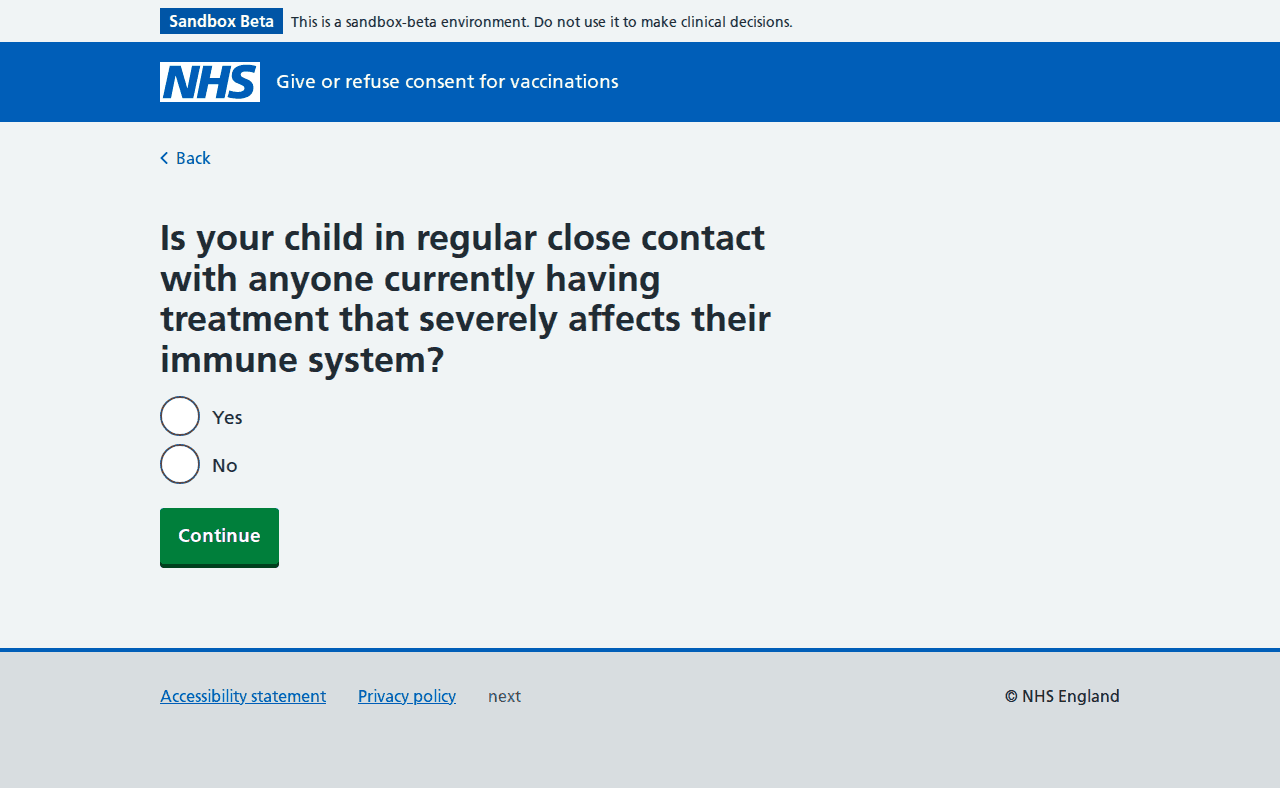 Sandbox Beta This is a sandbox-beta environment. Do not use it to make clinical decisions.
NHS Give or refuse consent for vaccinations
Back
Is your child in regular close contact
with anyone currently having
treatment that severely affects their
immune system?
Yes
No
Continue
Accessibility statement Privacy policy next © NHS England